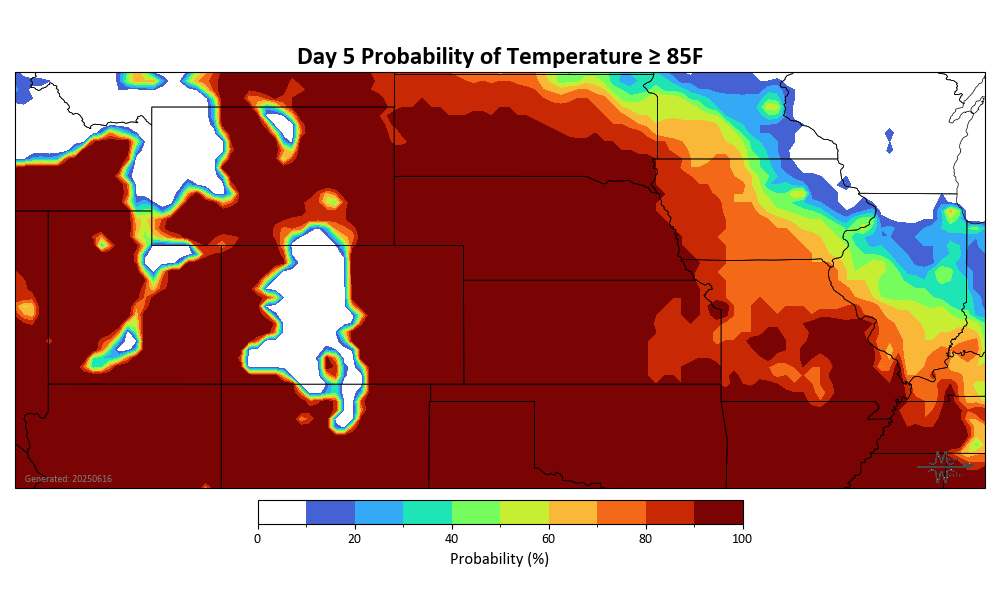 Day 5 Probability of Temperature ≥ 85F
Generated: 20250616
0 20 40 60 80 100
Probability (%)